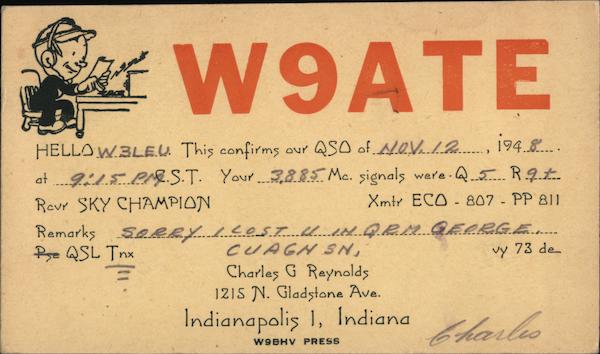 W9ATE
HELLO W3LEU. This confirms our QSO of NOV. 12, 1948.
at 9:15 PM E.S.T. Your 3.885 Mc. signals were Q 5 R 9+
Rcvr SKY CHAMPION Xmtr ECO - 807 - PP 811
Remarks SORRY I LOST U IN QRM GEORGE.
Pse QSL Tnx CUAGN SN, vy 73 de
Charles G Reynolds
1215 N. Gladstone Ave.
Indianapolis 1, Indiana
W9BHV PRESS
Charles